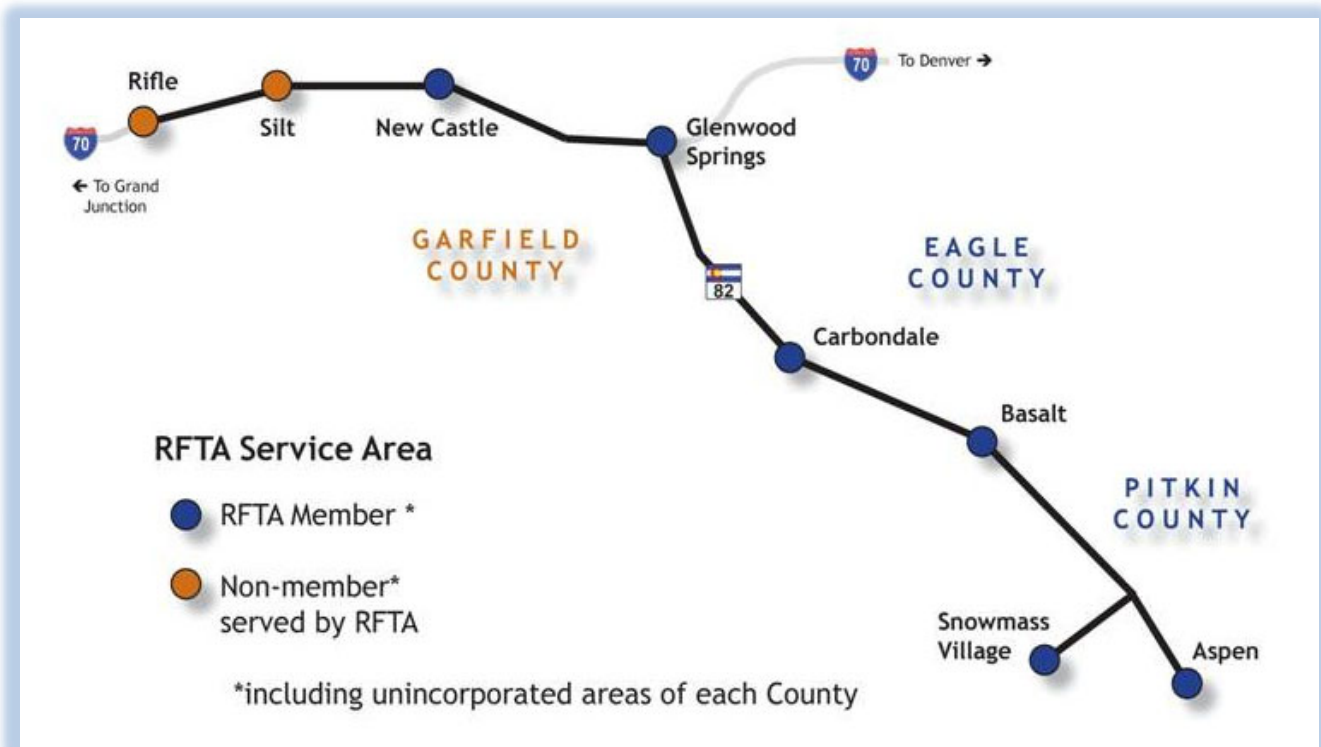 70
To Denver →
Rifle
Silt
New Castle
Glenwood
Springs
70
← To Grand
Junction
GARFIELD
COUNTY
EAGLE
COUNTY
82
Carbondale
Basalt
RFTA Service Area
PITKIN
COUNTY
RFTA Member *
Non-member*
served by RFTA
Snowmass
Village
Aspen
*including unincorporated areas of each County